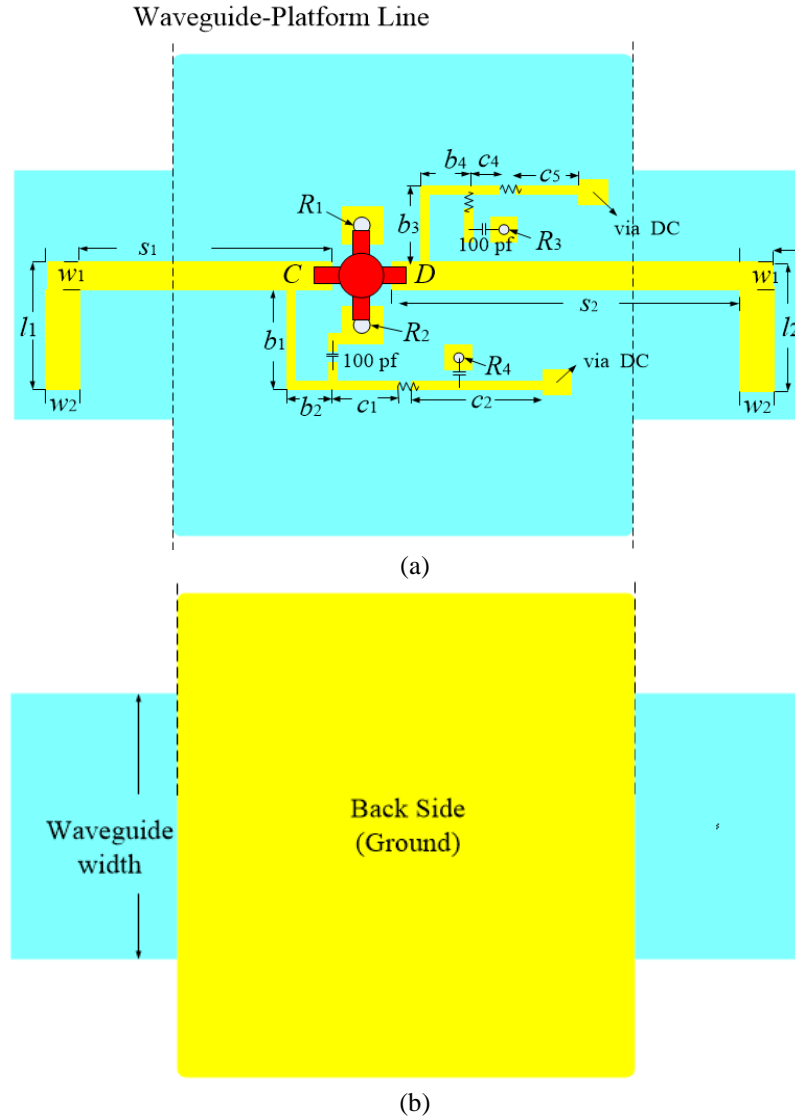 Waveguide-Platform Line
b4 c4 c5
R1
b3
via DC
R3
100 pf
s1
w1 C D w1
s2
l1 l2
b1
R2
100 pf
R4
via DC
w2 b2 c1 c2 w2
(a)
Back Side
(Ground)
Waveguide
width
(b)